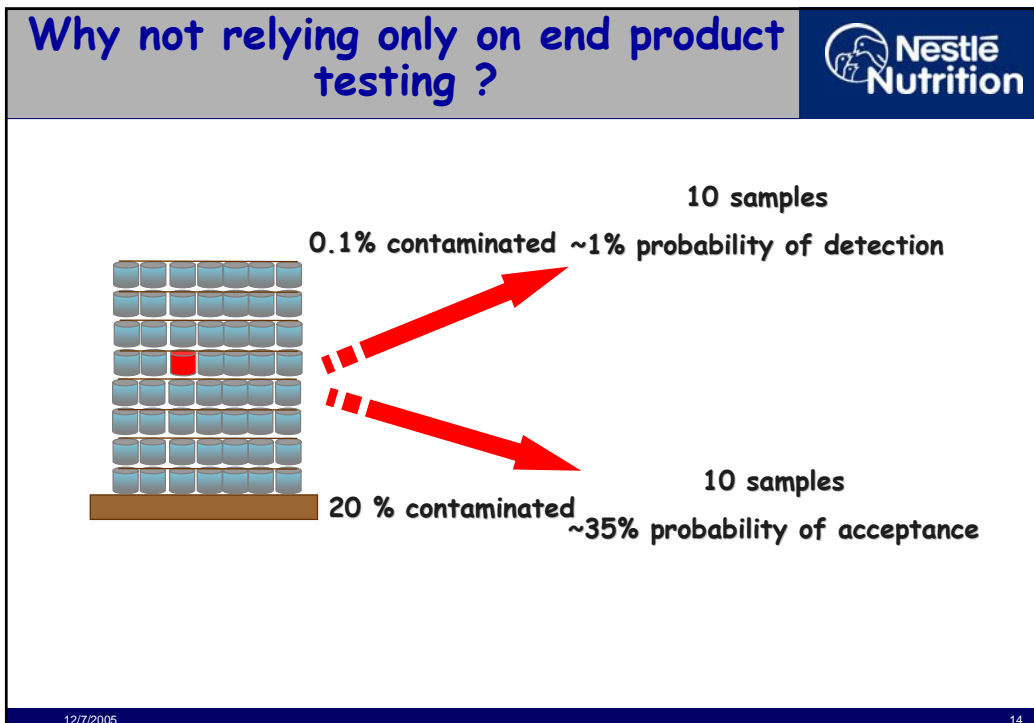 Why not relying only on end product
testing ?
Nestlē
Nutrition
10 samples
0.1% contaminated ~1% probability of detection
10 samples
20 % contaminated
~35% probability of acceptance
12/7/2005
14